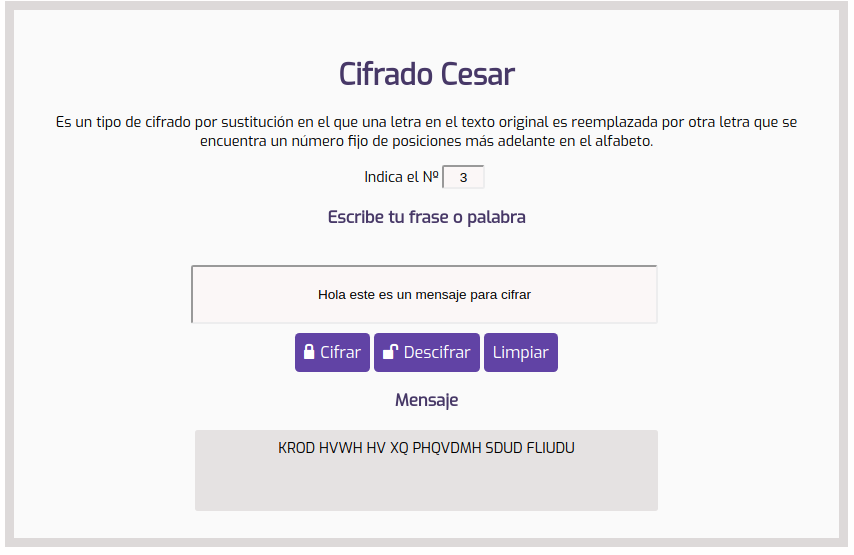 Cifrado Cesar
Es un tipo de cifrado por sustitución en el que una letra en el texto original es reemplazada por otra letra que se
encuentra un número fijo de posiciones más adelante en el alfabeto.
Indica el Nº 3
Escribe tu frase o palabra
Hola este es un mensaje para cifrar
Cifrar Descifrar Limpiar
Mensaje
KROD HVWH HV XQ PHQVDMH SDUD FLIUDU